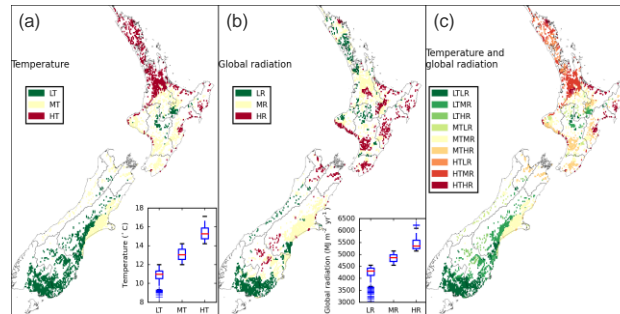 (a)
Temperature
LT
MT
HT
Temperature (°C)
18
16
14
12
10
8
LT MT HT
(b)
Global radiation
LR
MR
HR
Global radiation (MJ m⁻² yr⁻¹)
6500
6000
5500
5000
4500
4000
3500
3000
LR MR HR
(c)
Temperature and
global radiation
LTLR
LTMR
LTHR
MTLR
MTMR
MTHR
HTLR
HTMR
HTHR